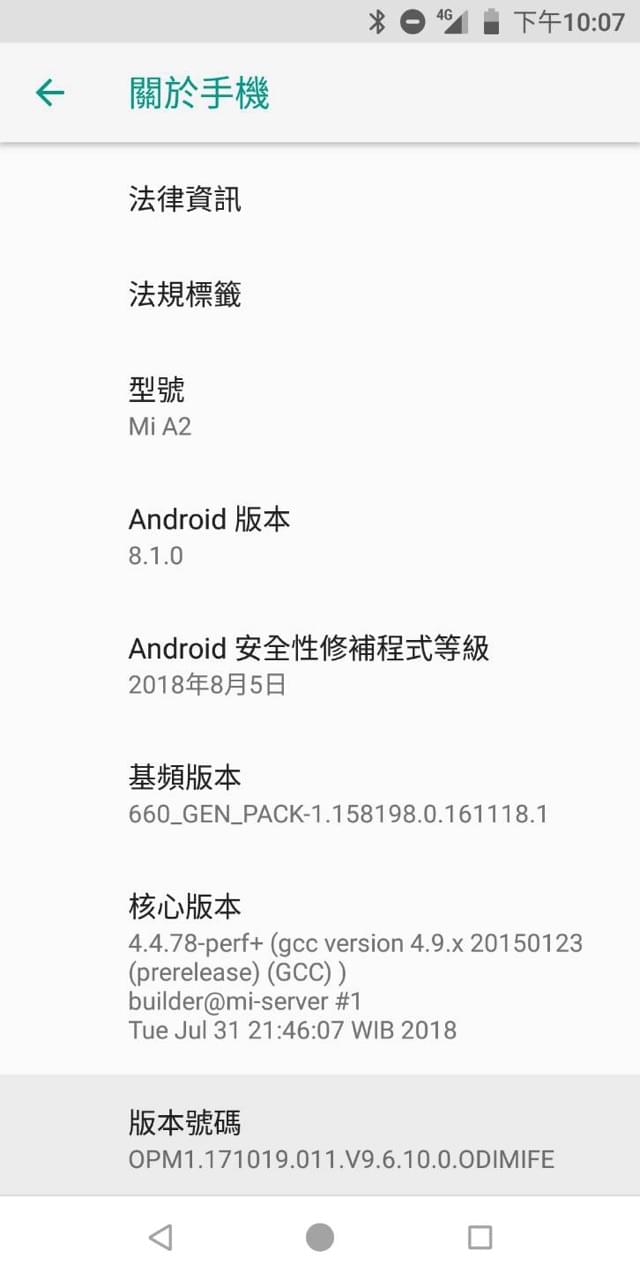 4G 下午10:07
關於手機
法律資訊
法規標籤
型號
Mi A2
Android 版本
8.1.0
Android 安全性修補程式等級
2018年8月5日
基頻版本
660_GEN_PACK-1.158198.0.161118.1
核心版本
4.4.78-perf+ (gcc version 4.9.x 20150123
(prerelease) (GCC) )
builder@mi-server #1
Tue Jul 31 21:46:07 WIB 2018
版本號碼
OPM1.171019.011.V9.6.10.0.ODIMIFE